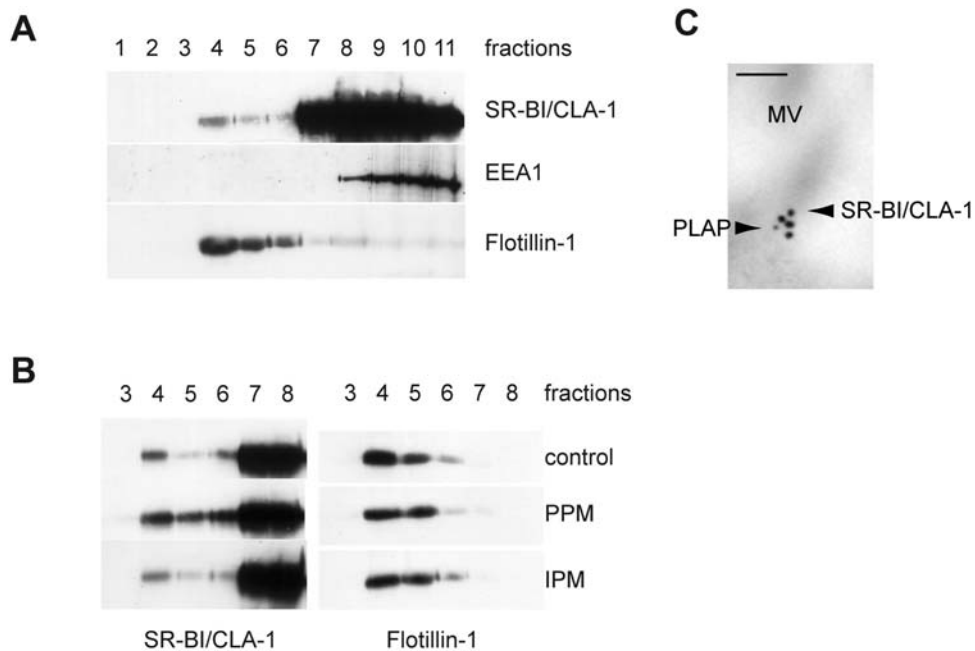 A
1 2 3 4 5 6 7 8 9 10 11 fractions
SR-BI/CLA-1
EEA1
Flotillin-1
C
MV
SR-BI/CLA-1
PLAP
B
3 4 5 6 7 8 3 4 5 6 7 8 fractions
control
PPM
IPM
SR-BI/CLA-1 Flotillin-1